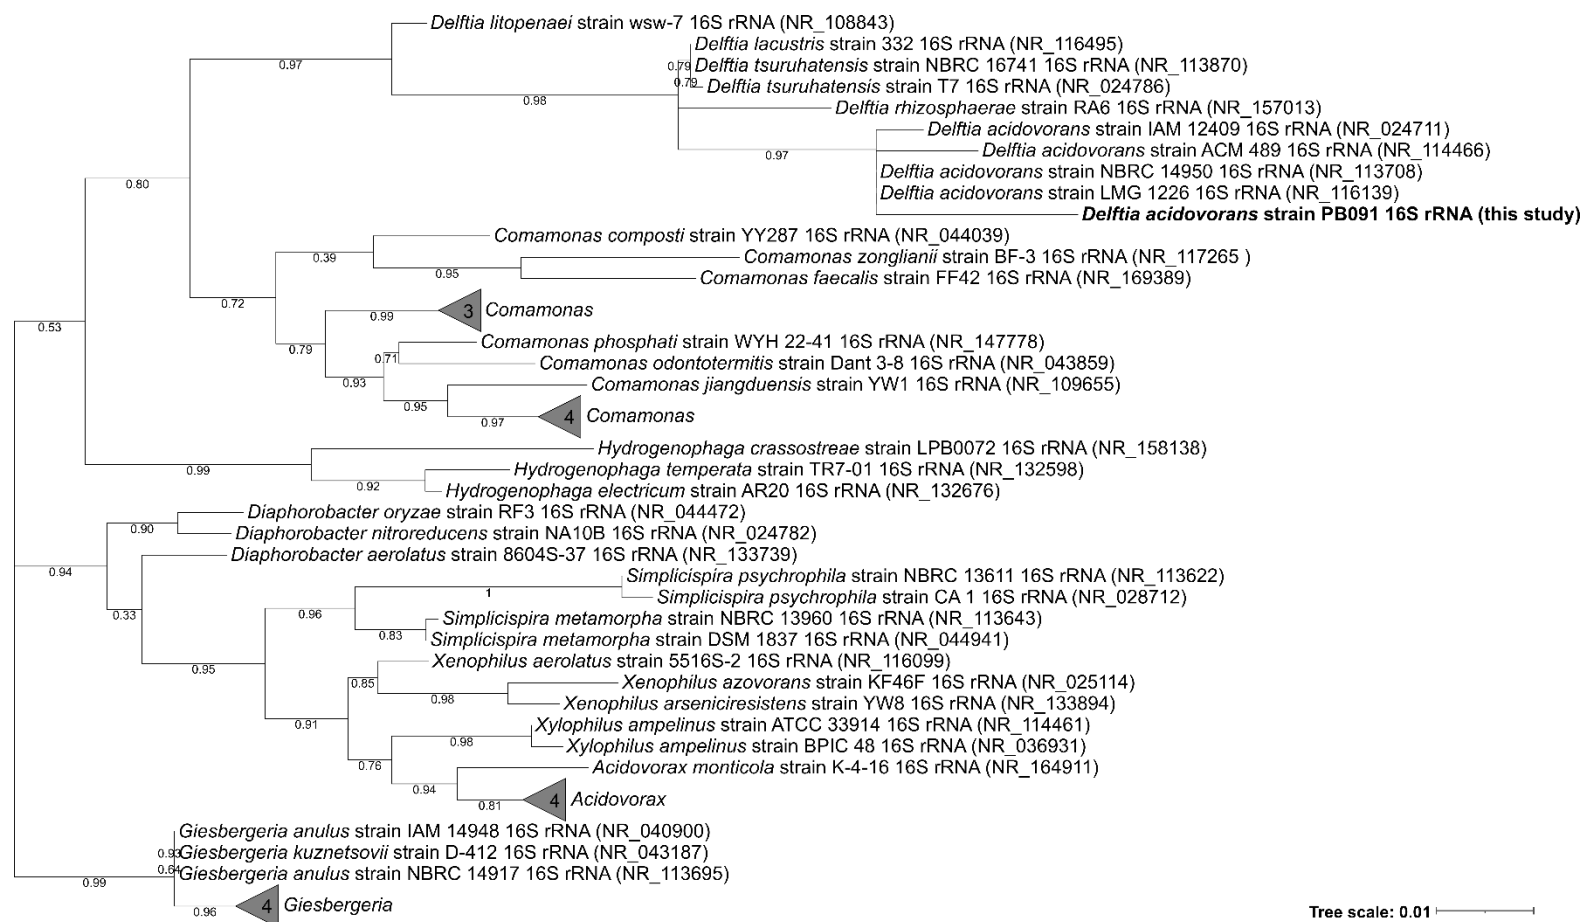 Delftia litopenaei strain wsw-7 16S rRNA (NR_108843)
Delftia lacustris strain 332 16S rRNA (NR_116495)
0.97
0.79 Delftia tsuruhatensis strain NBRC 16741 16S rRNA (NR_113870)
0.79 Delftia tsuruhatensis strain T7 16S rRNA (NR_024786)
0.98
Delftia rhizosphaerae strain RA6 16S rRNA (NR_157013)
Delftia acidovorans strain IAM 12409 16S rRNA (NR_024711)
0.97 Delftia acidovorans strain ACM 489 16S rRNA (NR_114466)
Delftia acidovorans strain NBRC 14950 16S rRNA (NR_113708)
0.80
Delftia acidovorans strain LMG 1226 16S rRNA (NR_116139)
Delftia acidovorans strain PB091 16S rRNA (this study)
Comamonas composti strain YY287 16S rRNA (NR_044039)
0.39 Comamonas zonglianii strain BF-3 16S rRNA (NR_117265 )
0.95 Comamonas faecalis strain FF42 16S rRNA (NR_169389)
0.72
0.99 3 Comamonas
0.53
Comamonas phosphati strain WYH 22-41 16S rRNA (NR_147778)
0.79
0.71 Comamonas odontotermitis strain Dant 3-8 16S rRNA (NR_043859)
0.93 Comamonas jiangduensis strain YW1 16S rRNA (NR_109655)
0.95
0.97 4 Comamonas
Hydrogenophaga crassostreae strain LPB0072 16S rRNA (NR_158138)
0.99 Hydrogenophaga temperata strain TR7-01 16S rRNA (NR_132598)
0.92 Hydrogenophaga electricum strain AR20 16S rRNA (NR_132676)
Diaphorobacter oryzae strain RF3 16S rRNA (NR_044472)
0.90 Diaphorobacter nitroreducens strain NA10B 16S rRNA (NR_024782)
Diaphorobacter aerolatus strain 8604S-37 16S rRNA (NR_133739)
0.94
Simplicispira psychrophila strain NBRC 13611 16S rRNA (NR_113622)
1
Simplicispira psychrophila strain CA 1 16S rRNA (NR_028712)
0.33 0.96 Simplicispira metamorpha strain NBRC 13960 16S rRNA (NR_113643)
0.83 Simplicispira metamorpha strain DSM 1837 16S rRNA (NR_044941)
0.95 Xenophilus aerolatus strain 5516S-2 16S rRNA (NR_116099)
0.85 Xenophilus azovorans strain KF46F 16S rRNA (NR_025114)
0.98 Xenophilus arseniciresistens strain YW8 16S rRNA (NR_133894)
0.91 Xylophilus ampelinus strain ATCC 33914 16S rRNA (NR_114461)
0.98 Xylophilus ampelinus strain BPIC 48 16S rRNA (NR_036931)
0.76 Acidovorax monticola strain K-4-16 16S rRNA (NR_164911)
0.94
0.81 4 Acidovorax
Giesbergeria anulus strain IAM 14948 16S rRNA (NR_040900)
0.93 Giesbergeria kuznetsovii strain D-412 16S rRNA (NR_043187)
0.64 Giesbergeria anulus strain NBRC 14917 16S rRNA (NR_113695)
0.99
0.96 4 Giesbergeria
Tree scale: 0.01